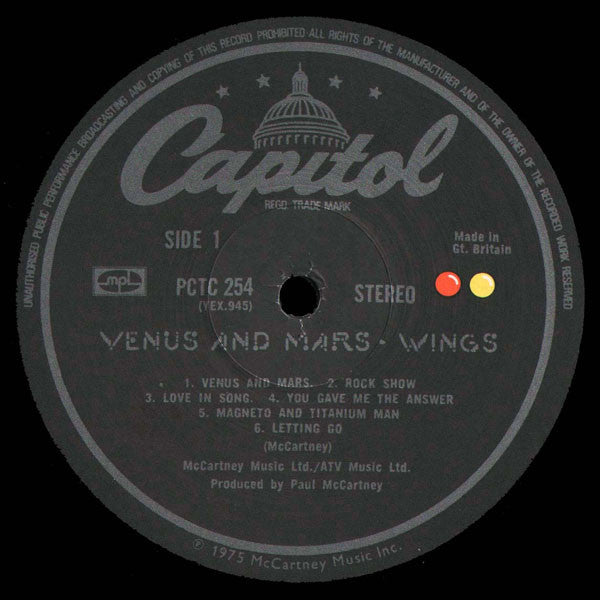 UNAUTHORISED PUBLIC PERFORMANCE BROADCASTING AND COPYING OF THIS RECORD PROHIBITED ALL RIGHTS OF THE MANUFACTURER AND OF THE OWNER OF THE RECORDED WORK RESERVED
Capitol
REGD. TRADE MARK
SIDE 1
Made in
Gt. Britain
mpl
PCTC 254
(YEX.945)
STEREO
VENUS AND MARS • WINGS
1. VENUS AND MARS. 2. ROCK SHOW
3. LOVE IN SONG. 4. YOU GAVE ME THE ANSWER
5. MAGNETO AND TITANIUM MAN
6. LETTING GO
(McCartney)
McCartney Music Ltd./ATV Music Ltd.
Produced by Paul McCartney
℗ 1975 McCartney Music Inc.